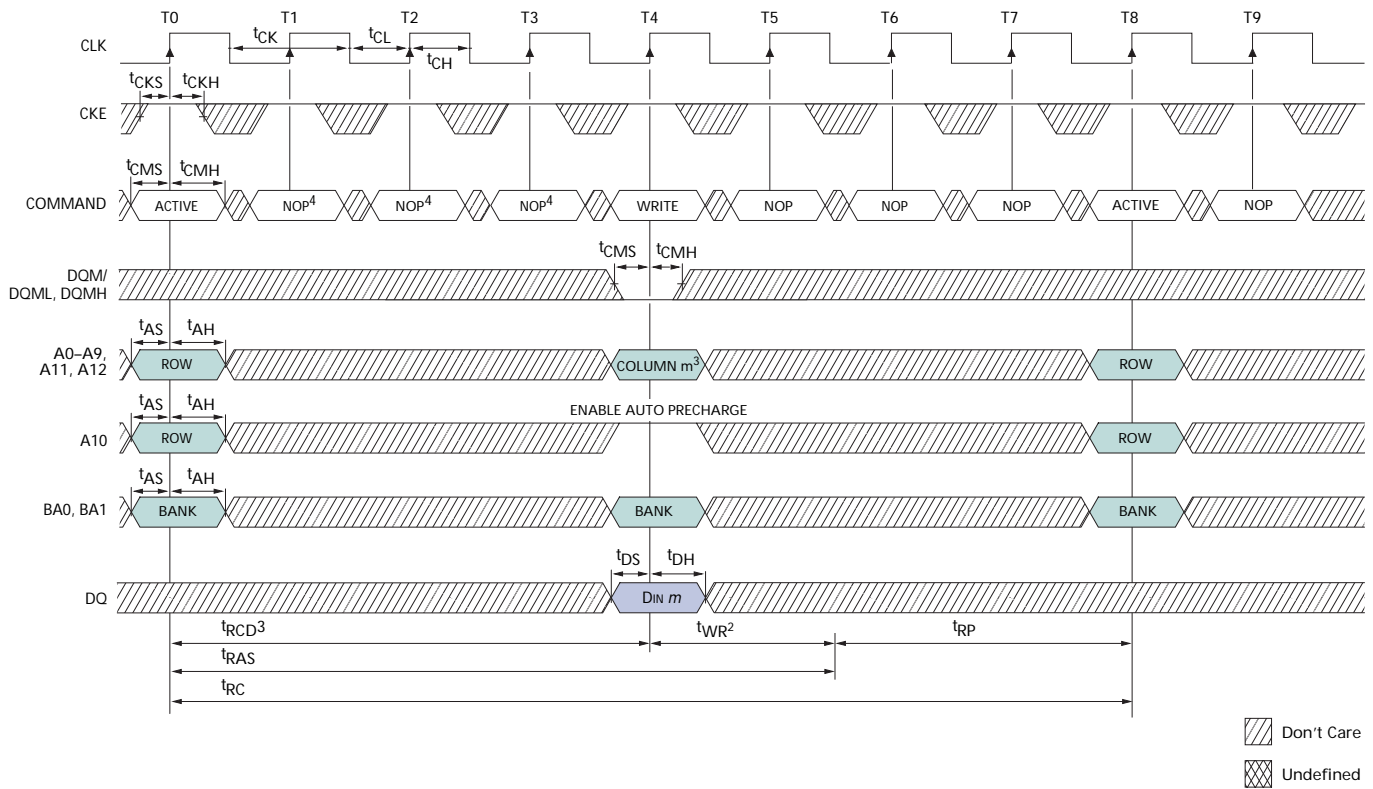 T0 T1 T2 T3 T4 T5 T6 T7 T8 T9
CLK
tCK tCL
tCH
tCKS tCKH
CKE
tCMS tCMH
COMMAND ACTIVE NOP4 NOP4 NOP4 WRITE NOP NOP NOP ACTIVE NOP
tCMS tCMH
DQM/
DQML, DQMH
tAS tAH
A0–A9,
A11, A12
ROW COLUMN m3 ROW
tAS tAH
ENABLE AUTO PRECHARGE
A10 ROW ROW
tAS tAH
BA0, BA1 BANK BANK BANK
tDS tDH
DQ DIN m
tRCD3 tWR2 tRP
tRAS
tRC
Don't Care
Undefined